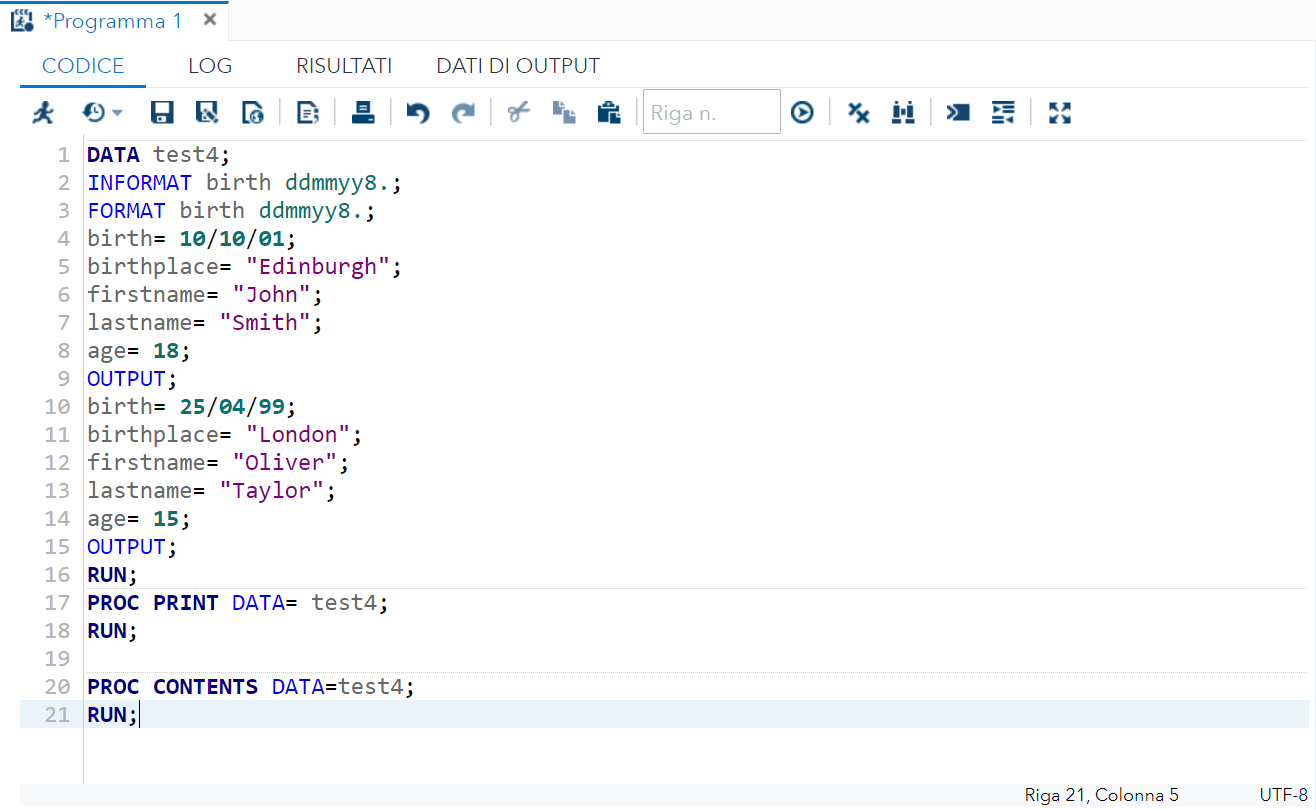 *Programma 1
CODICE LOG RISULTATI DATI DI OUTPUT
Riga n.
1 DATA test4;
2 INFORMAT birth ddmmyy8.;
3 FORMAT birth ddmmyy8.;
4 birth= 10/10/01;
5 birthplace= "Edinburgh";
6 firstname= "John";
7 lastname= "Smith";
8 age= 18;
9 OUTPUT;
10 birth= 25/04/99;
11 birthplace= "London";
12 firstname= "Oliver";
13 lastname= "Taylor";
14 age= 15;
15 OUTPUT;
16 RUN;
17 PROC PRINT DATA= test4;
18 RUN;
19
20 PROC CONTENTS DATA=test4;
21 RUN;
Riga 21, Colonna 5 UTF-8